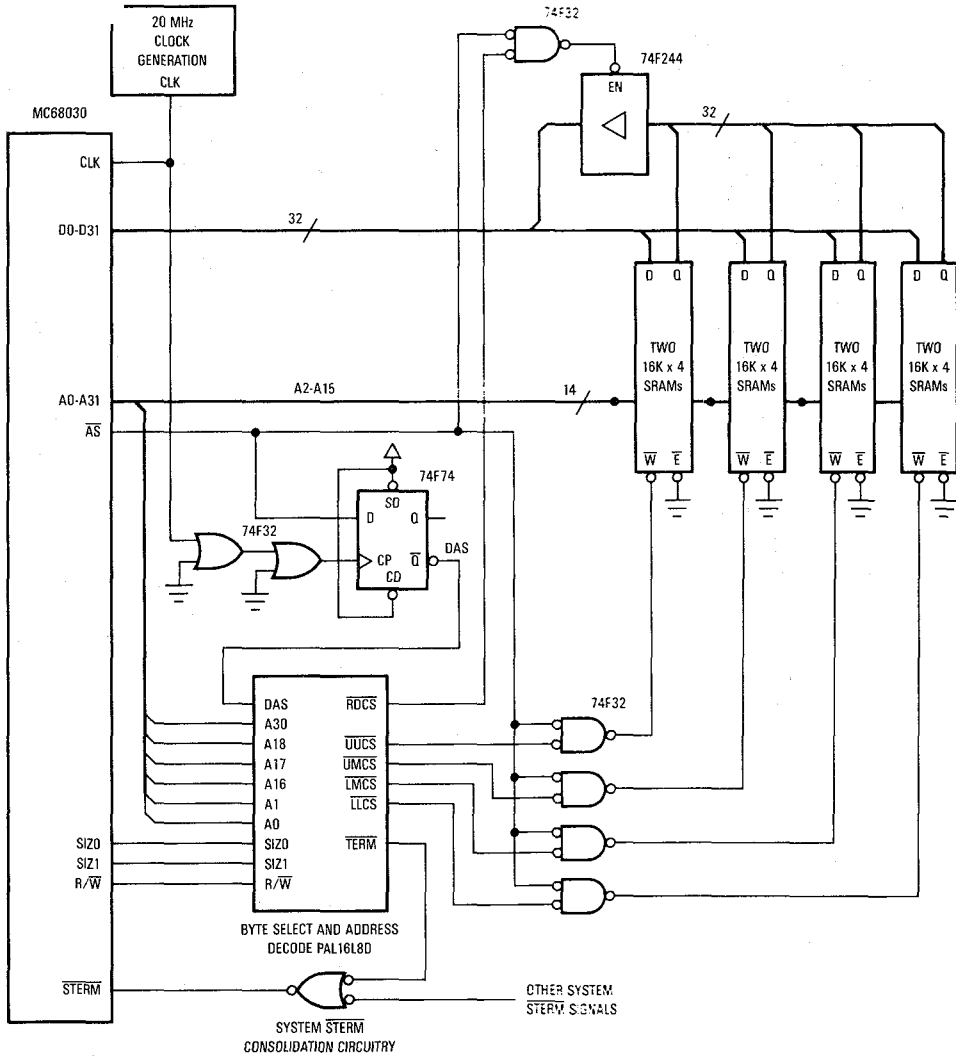 20 MHz
CLOCK
GENERATION
CLK
74F32
74F244
EN
32
MC68030
CLK
D0-D31
32
D Q
D Q
D Q
D Q
TWO
16K x 4
SRAMs
TWO
16K x 4
SRAMs
TWO
16K x 4
SRAMs
TWO
16K x 4
SRAMs
A0-A31
A2-A15
14
AS
W E
W E
W E
W E
74F74
SD
D Q
CP Q
CD
DAS
74F32
74F32
DAS
A30
A18
A17
A16
A1
A0
SIZ0
SIZ1
R/W
RDCS
UUCS
UMCS
LMCS
LLCS
TERM
SIZ0
SIZ1
R/W
BYTE SELECT AND ADDRESS
DECODE PAL16L8D
STERM
OTHER SYSTEM
STERM SIGNALS
SYSTEM STERM
CONSOLIDATION CIRCUITRY